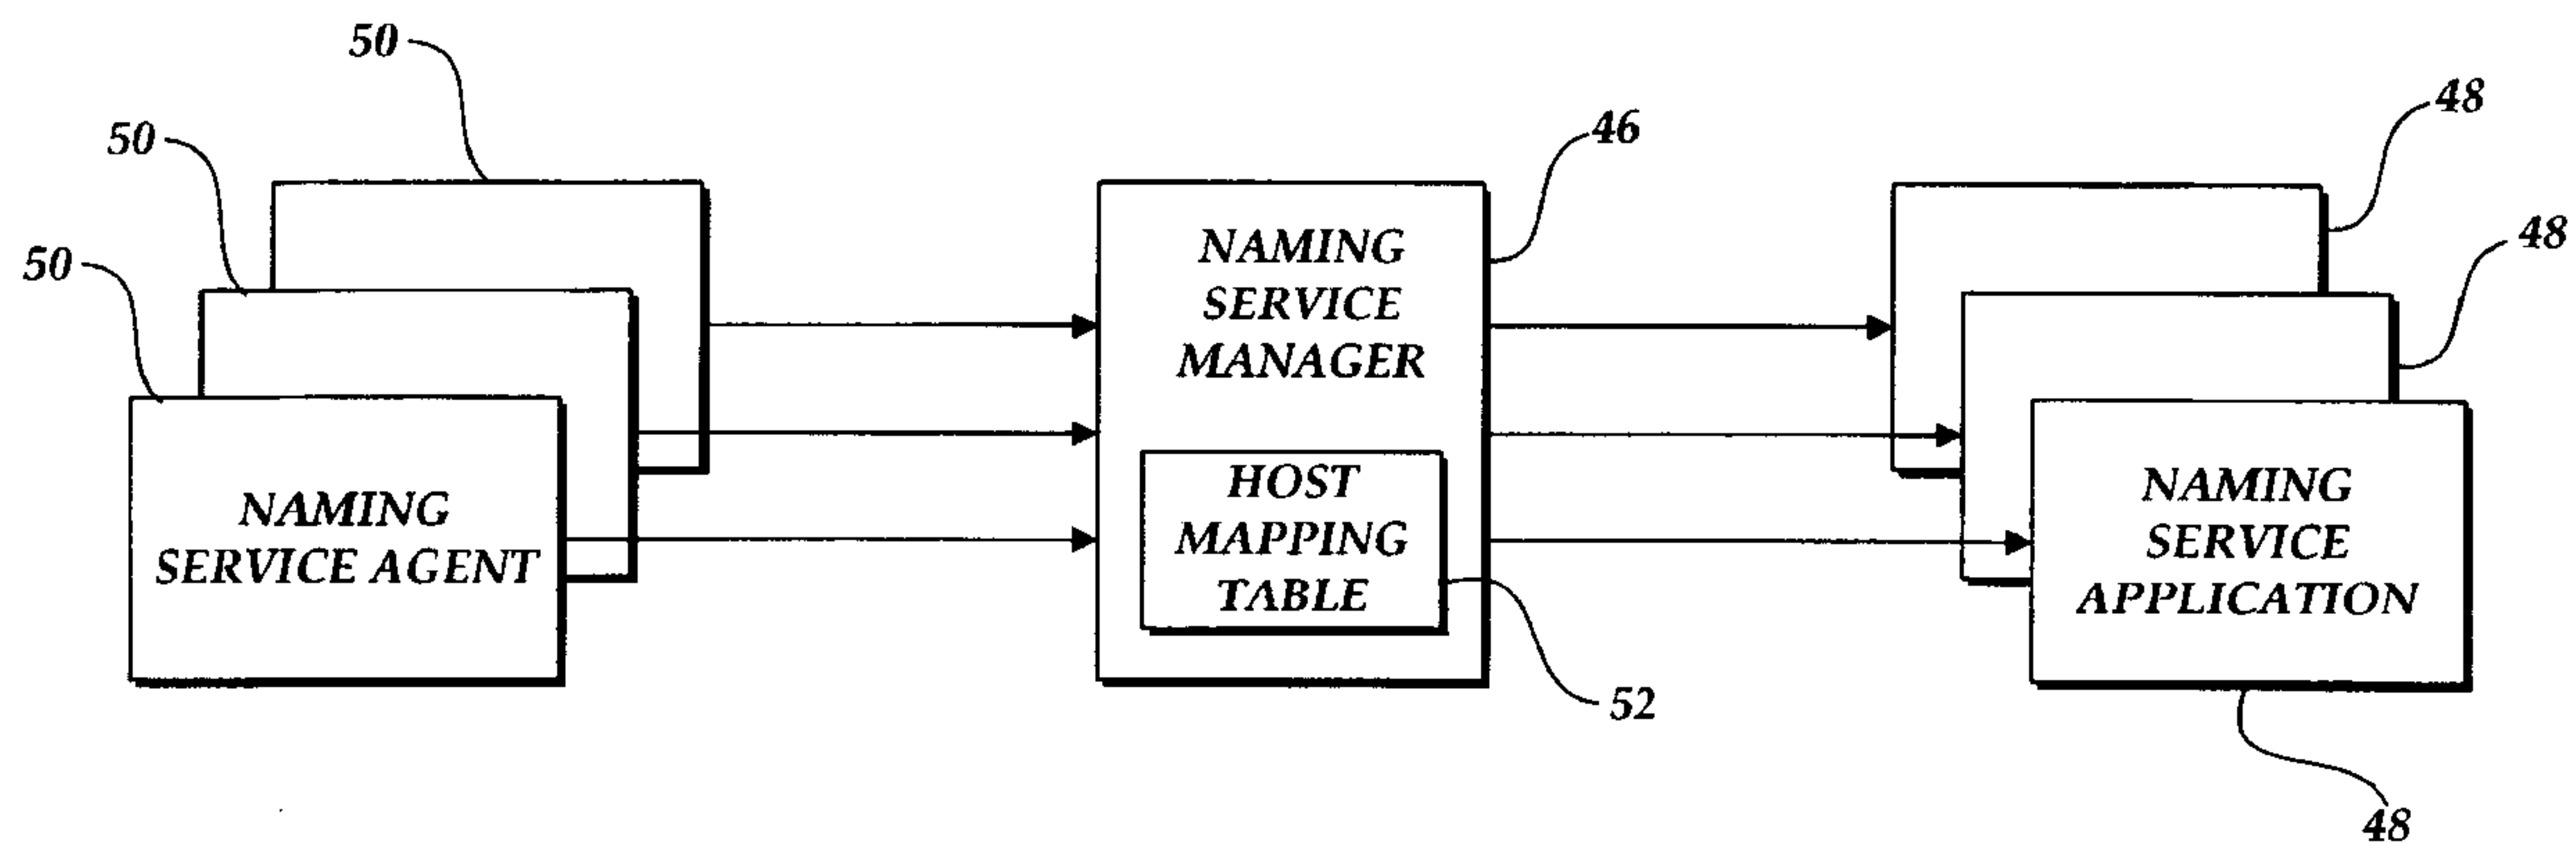 50
50
50
NAMING
SERVICE AGENT
46
NAMING
SERVICE
MANAGER
HOST
MAPPING
TABLE
52
48
48
NAMING
SERVICE
APPLICATION
48